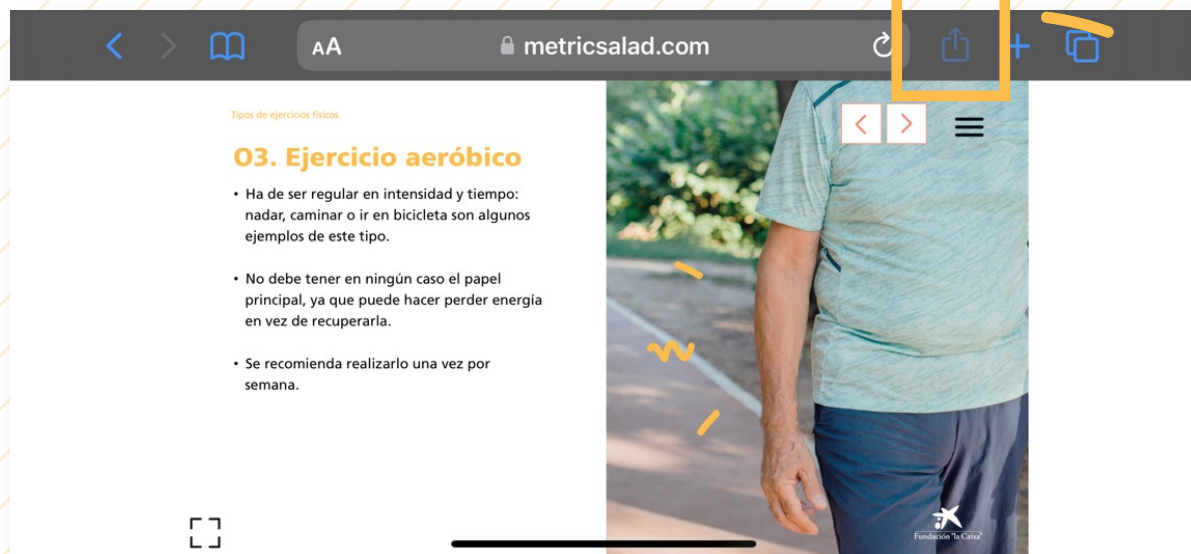 AA
metricsalad.com
Tipos de ejercicios físicos
03. Ejercicio aeróbico
• Ha de ser regular en intensidad y tiempo:
nadar, caminar o ir en bicicleta son algunos
ejemplos de este tipo.
• No debe tener en ningún caso el papel
principal, ya que puede hacer perder energía
en vez de recuperarla.
• Se recomienda realizarlo una vez por
semana.
Fundación "la Caixa"